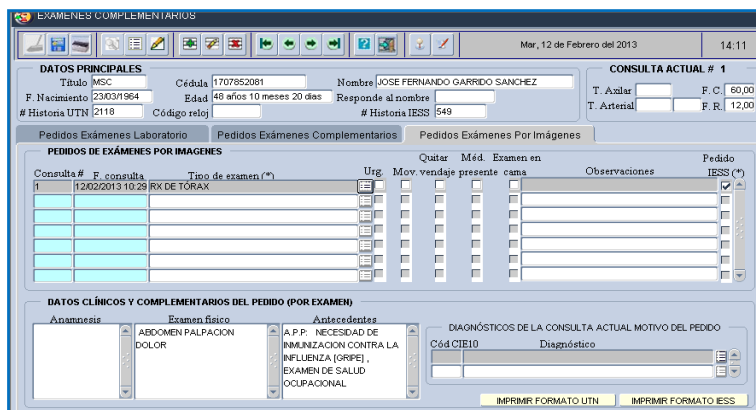 EXAMENES COMPLEMENTARIOS
Mar, 12 de Febrero del 2013 14:11
DATOS PRINCIPALES
Título MSC Cédula 1707852081 Nombre JOSE FERNANDO GARRIDO SANCHEZ
F. Nacimiento 23/03/1964 Edad 48 años 10 meses 20 dias Responde al nombre
# Historia UTN 2118 Código reloj # Historia IESS 549
CONSULTA ACTUAL # 1
T. Axilar F. C. 60,00
T. Arterial F. R. 12,00
Pedidos Exámenes Laboratorio Pedidos Exámenes Complementarios Pedidos Exámenes Por Imágenes
PEDIDOS DE EXÁMENES POR IMAGENES
Quitar Méd. Examen en Pedido
Consulta # F. consulta Tipo de examen (*) Urg. Mov. vendaje presente cama Observaciones IESS (*)
1 12/02/2013 10:29 RX DE TÓRAX
DATOS CLÍNICOS Y COMPLEMENTARIOS DEL PEDIDO (POR EXAMEN)
Anamnesis Examen físico Antecedentes
ABDOMEN PALPACION
DOLOR
A.P.P: NECESIDAD DE
INMUNIZACION CONTRA LA
INFLUENZA [GRIPE] ,
EXAMEN DE SALUD
OCUPACIONAL
DIAGNÓSTICOS DE LA CONSULTA ACTUAL MOTIVO DEL PEDIDO
Cód CIE10 Diagnóstico
IMPRIMIR FORMATO UTN IMPRIMIR FORMATO IESS